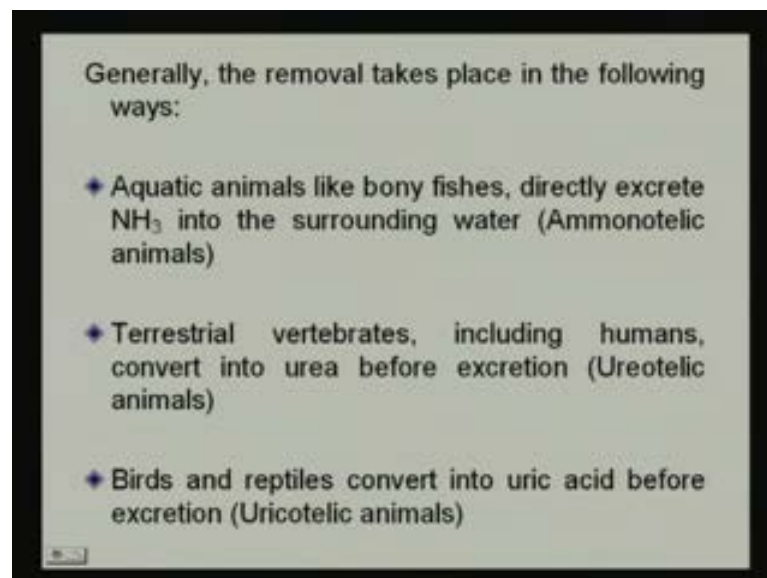 Generally, the removal takes place in the following
ways:
Aquatic animals like bony fishes, directly excrete
NH₃ into the surrounding water (Ammonotelic
animals)
Terrestrial vertebrates, including humans,
convert into urea before excretion (Ureotelic
animals)
Birds and reptiles convert into uric acid before
excretion (Uricotelic animals)